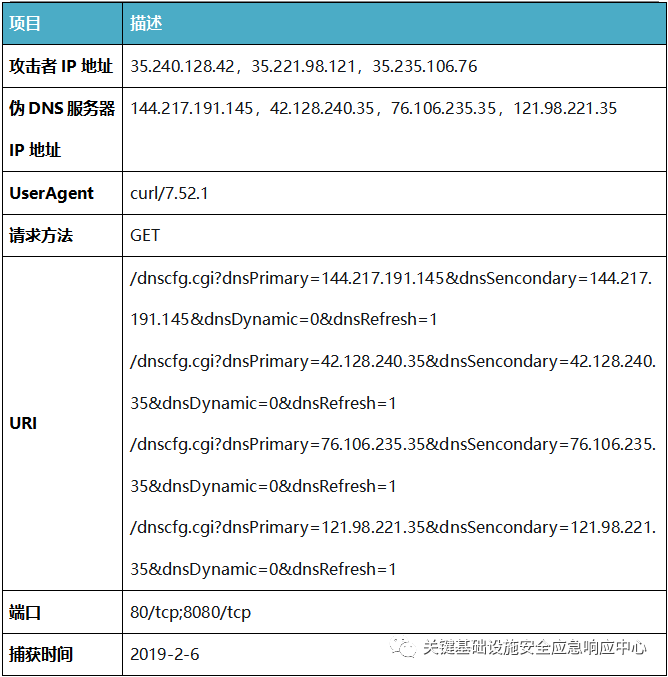 项目 描述
攻击者 IP 地址 35.240.128.42，35.221.98.121，35.235.106.76
伪 DNS 服务器 144.217.191.145，42.128.240.35，76.106.235.35，121.98.221.35
IP 地址
UserAgent curl/7.52.1
请求方法 GET
URI
/dnscfg.cgi?dnsPrimary=144.217.191.145&dnsSencondary=144.217.
191.145&dnsDynamic=0&dnsRefresh=1
/dnscfg.cgi?dnsPrimary=42.128.240.35&dnsSencondary=42.128.240.
35&dnsDynamic=0&dnsRefresh=1
/dnscfg.cgi?dnsPrimary=76.106.235.35&dnsSencondary=76.106.235.
35&dnsDynamic=0&dnsRefresh=1
/dnscfg.cgi?dnsPrimary=121.98.221.35&dnsSencondary=121.98.221.
35&dnsDynamic=0&dnsRefresh=1
端口 80/tcp;8080/tcp
捕获时间 2019-2-6
关键基础设施安全应急响应中心